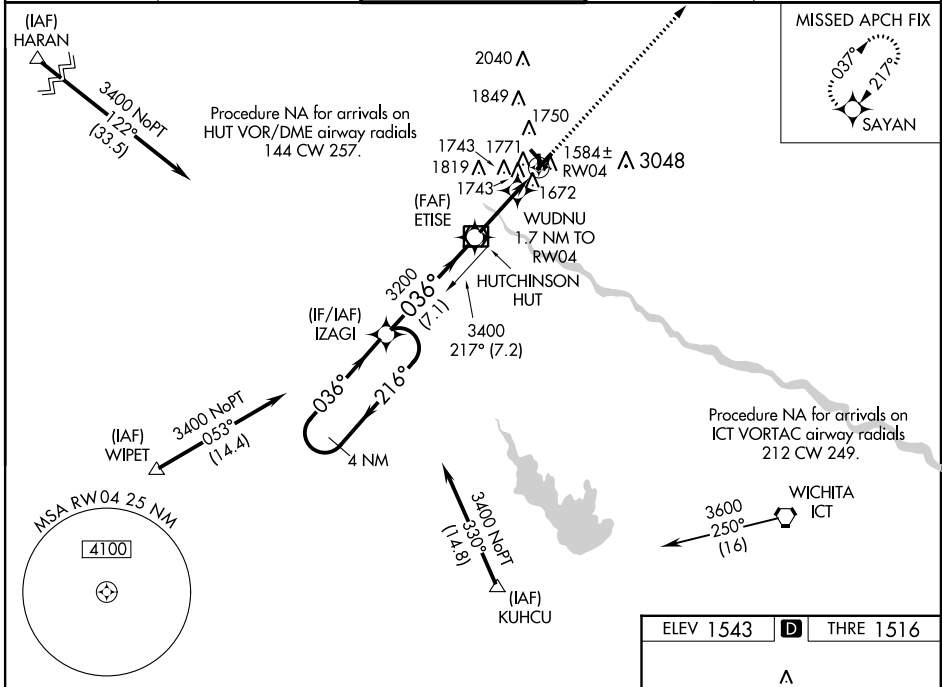 (IAF)
HARAN
3400 NoPT
122°
(33.5)
Procedure NA for arrivals on
HUT VOR/DME airway radials
144 CW 257.
2040
1849
1750
1743
1771
1819
1743
1584±
RW04
3048
1672
MISSED APCH FIX
037°
217°
SAYAN
(FAF)
ETISE
WUDNU
1.7 NM TO
RW04
HUTCHINSON
HUT
3200
036°
(7.1)
3400
217° (7.2)
(IF/IAF)
IZAGI
036°
216°
4 NM
3400 NoPT
053°
(14.4)
(IAF)
WIPET
Procedure NA for arrivals on
ICT VORTAC airway radials
212 CW 249.
WICHITA
ICT
3600
250°
(16)
3400 NoPT
330°
(14.8)
(IAF)
KUHCU
MSA RW04 25 NM
4100
ELEV 1543 D THRE 1516